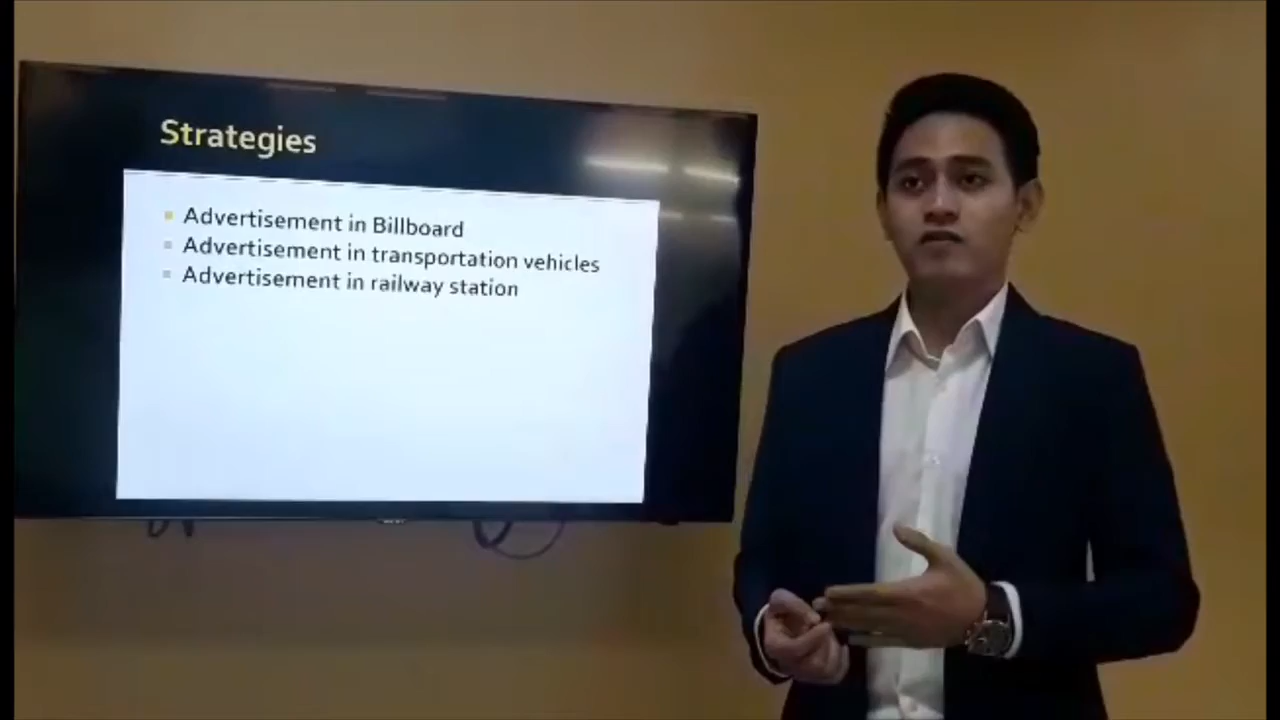 Strategies
Advertisement in Billboard
Advertisement in transportation vehicles
Advertisement in railway station